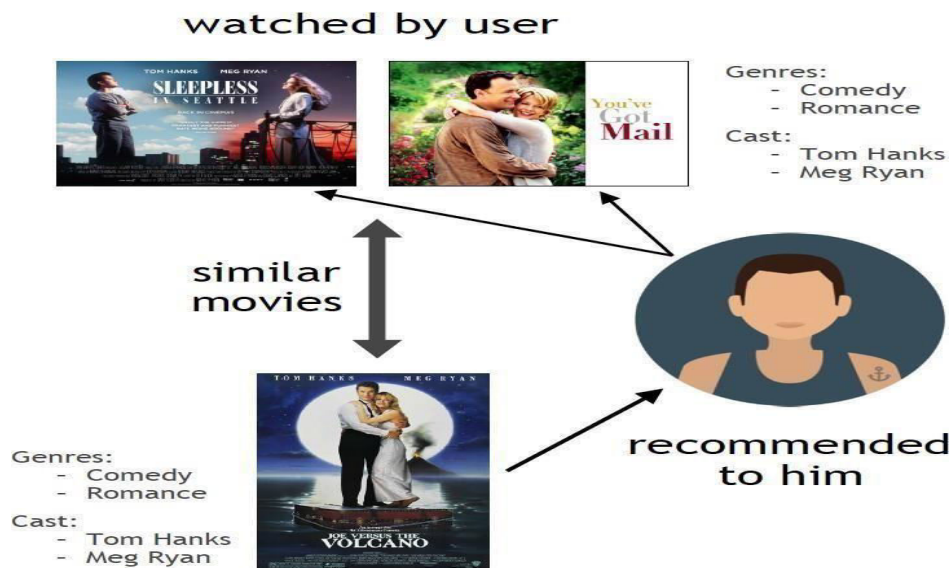 watched by user
TOM HANKS MEG RYAN
SLEEPLESS
IN SEATTLE
You've
Got
Mail
Genres:
- Comedy
- Romance
Cast:
- Tom Hanks
- Meg Ryan
similar
movies
TOM HANKS MEG RYAN
JOE VERSUS THE
VOLCANO
recommended
to him
Genres:
- Comedy
- Romance
Cast:
- Tom Hanks
- Meg Ryan